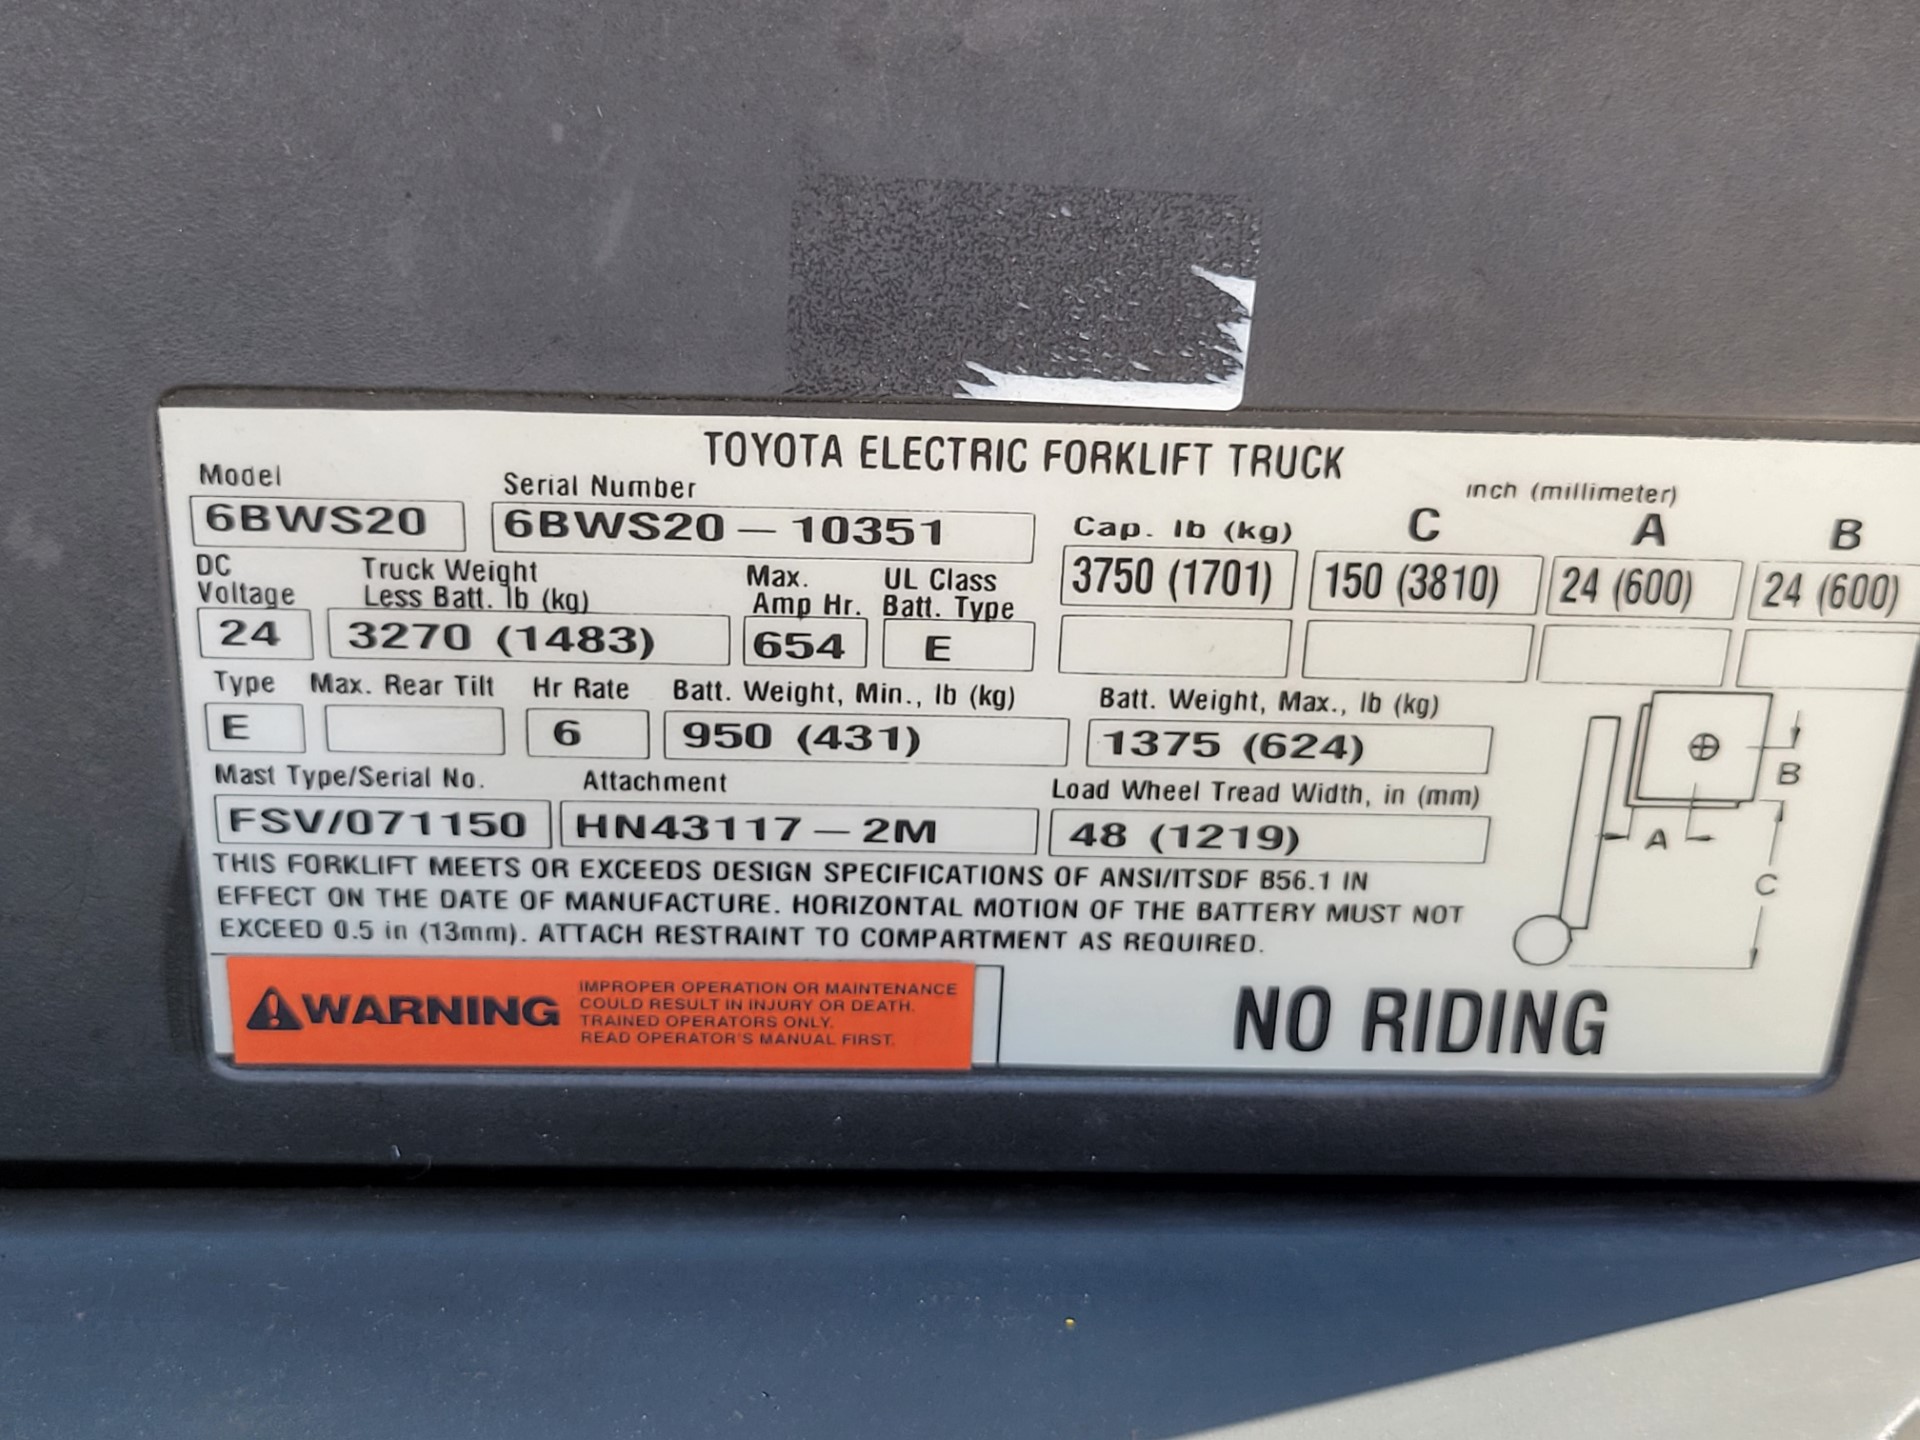 TOYOTA ELECTRIC FORKLIFT TRUCK
Model
Serial Number
inch (millimeter)
6BWS20
6BWS20 — 10351
Cap. lb (kg)
C
A
B
3750 (1701)
150 (3810)
24 (600)
24 (600)
DC Voltage
Truck Weight Less Batt. lb (kg)
Max. Amp Hr.
UL Class Batt. Type
24
3270 (1483)
654
E
Type
Max. Rear Tilt
Hr Rate
Batt. Weight, Min., lb (kg)
Batt. Weight, Max., lb (kg)
E
6
950 (431)
1375 (624)
Mast Type/Serial No.
Attachment
Load Wheel Tread Width, in (mm)
FSV/071150
HN43117 — 2M
48 (1219)
B
A
C
THIS FORKLIFT MEETS OR EXCEEDS DESIGN SPECIFICATIONS OF ANSI/ITSDF B56.1 IN
EFFECT ON THE DATE OF MANUFACTURE. HORIZONTAL MOTION OF THE BATTERY MUST NOT
EXCEED 0.5 in (13mm). ATTACH RESTRAINT TO COMPARTMENT AS REQUIRED.
WARNING
IMPROPER OPERATION OR MAINTENANCE
COULD RESULT IN INJURY OR DEATH.
TRAINED OPERATORS ONLY.
READ OPERATOR'S MANUAL FIRST.
NO RIDING